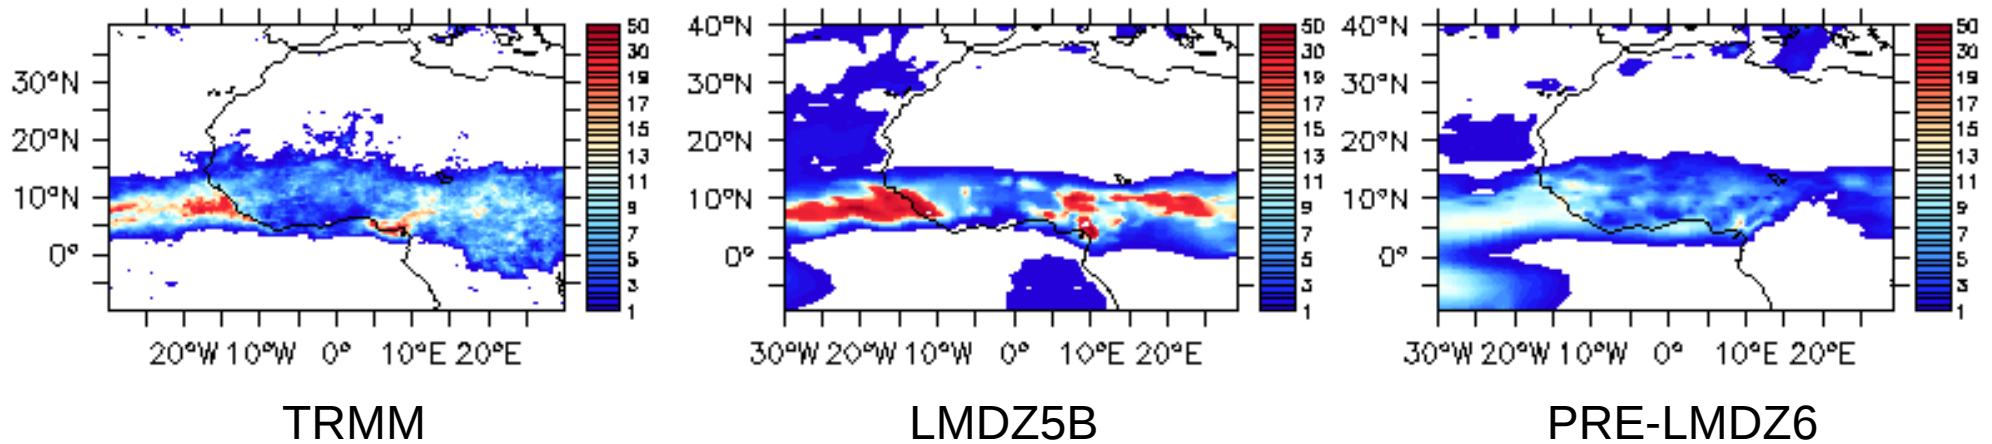 40°N 40°N
50 50 50
30 30 30
30°N 30°N 30°N
19 19 19
17 17 17
20°N 20°N 20°N
15 15 15
13 13 13
11 11 11
10°N 10°N 10°N
9 9 9
7 7 7
0° 0° 0°
5 5 5
3 3 3
1 1 1
20°W 10°W 0° 10°E 20°E 30°W 20°W 10°W 0° 10°E 20°E 30°W 20°W 10°W 0° 10°E 20°E
TRMM LMDZ5B PRE-LMDZ6